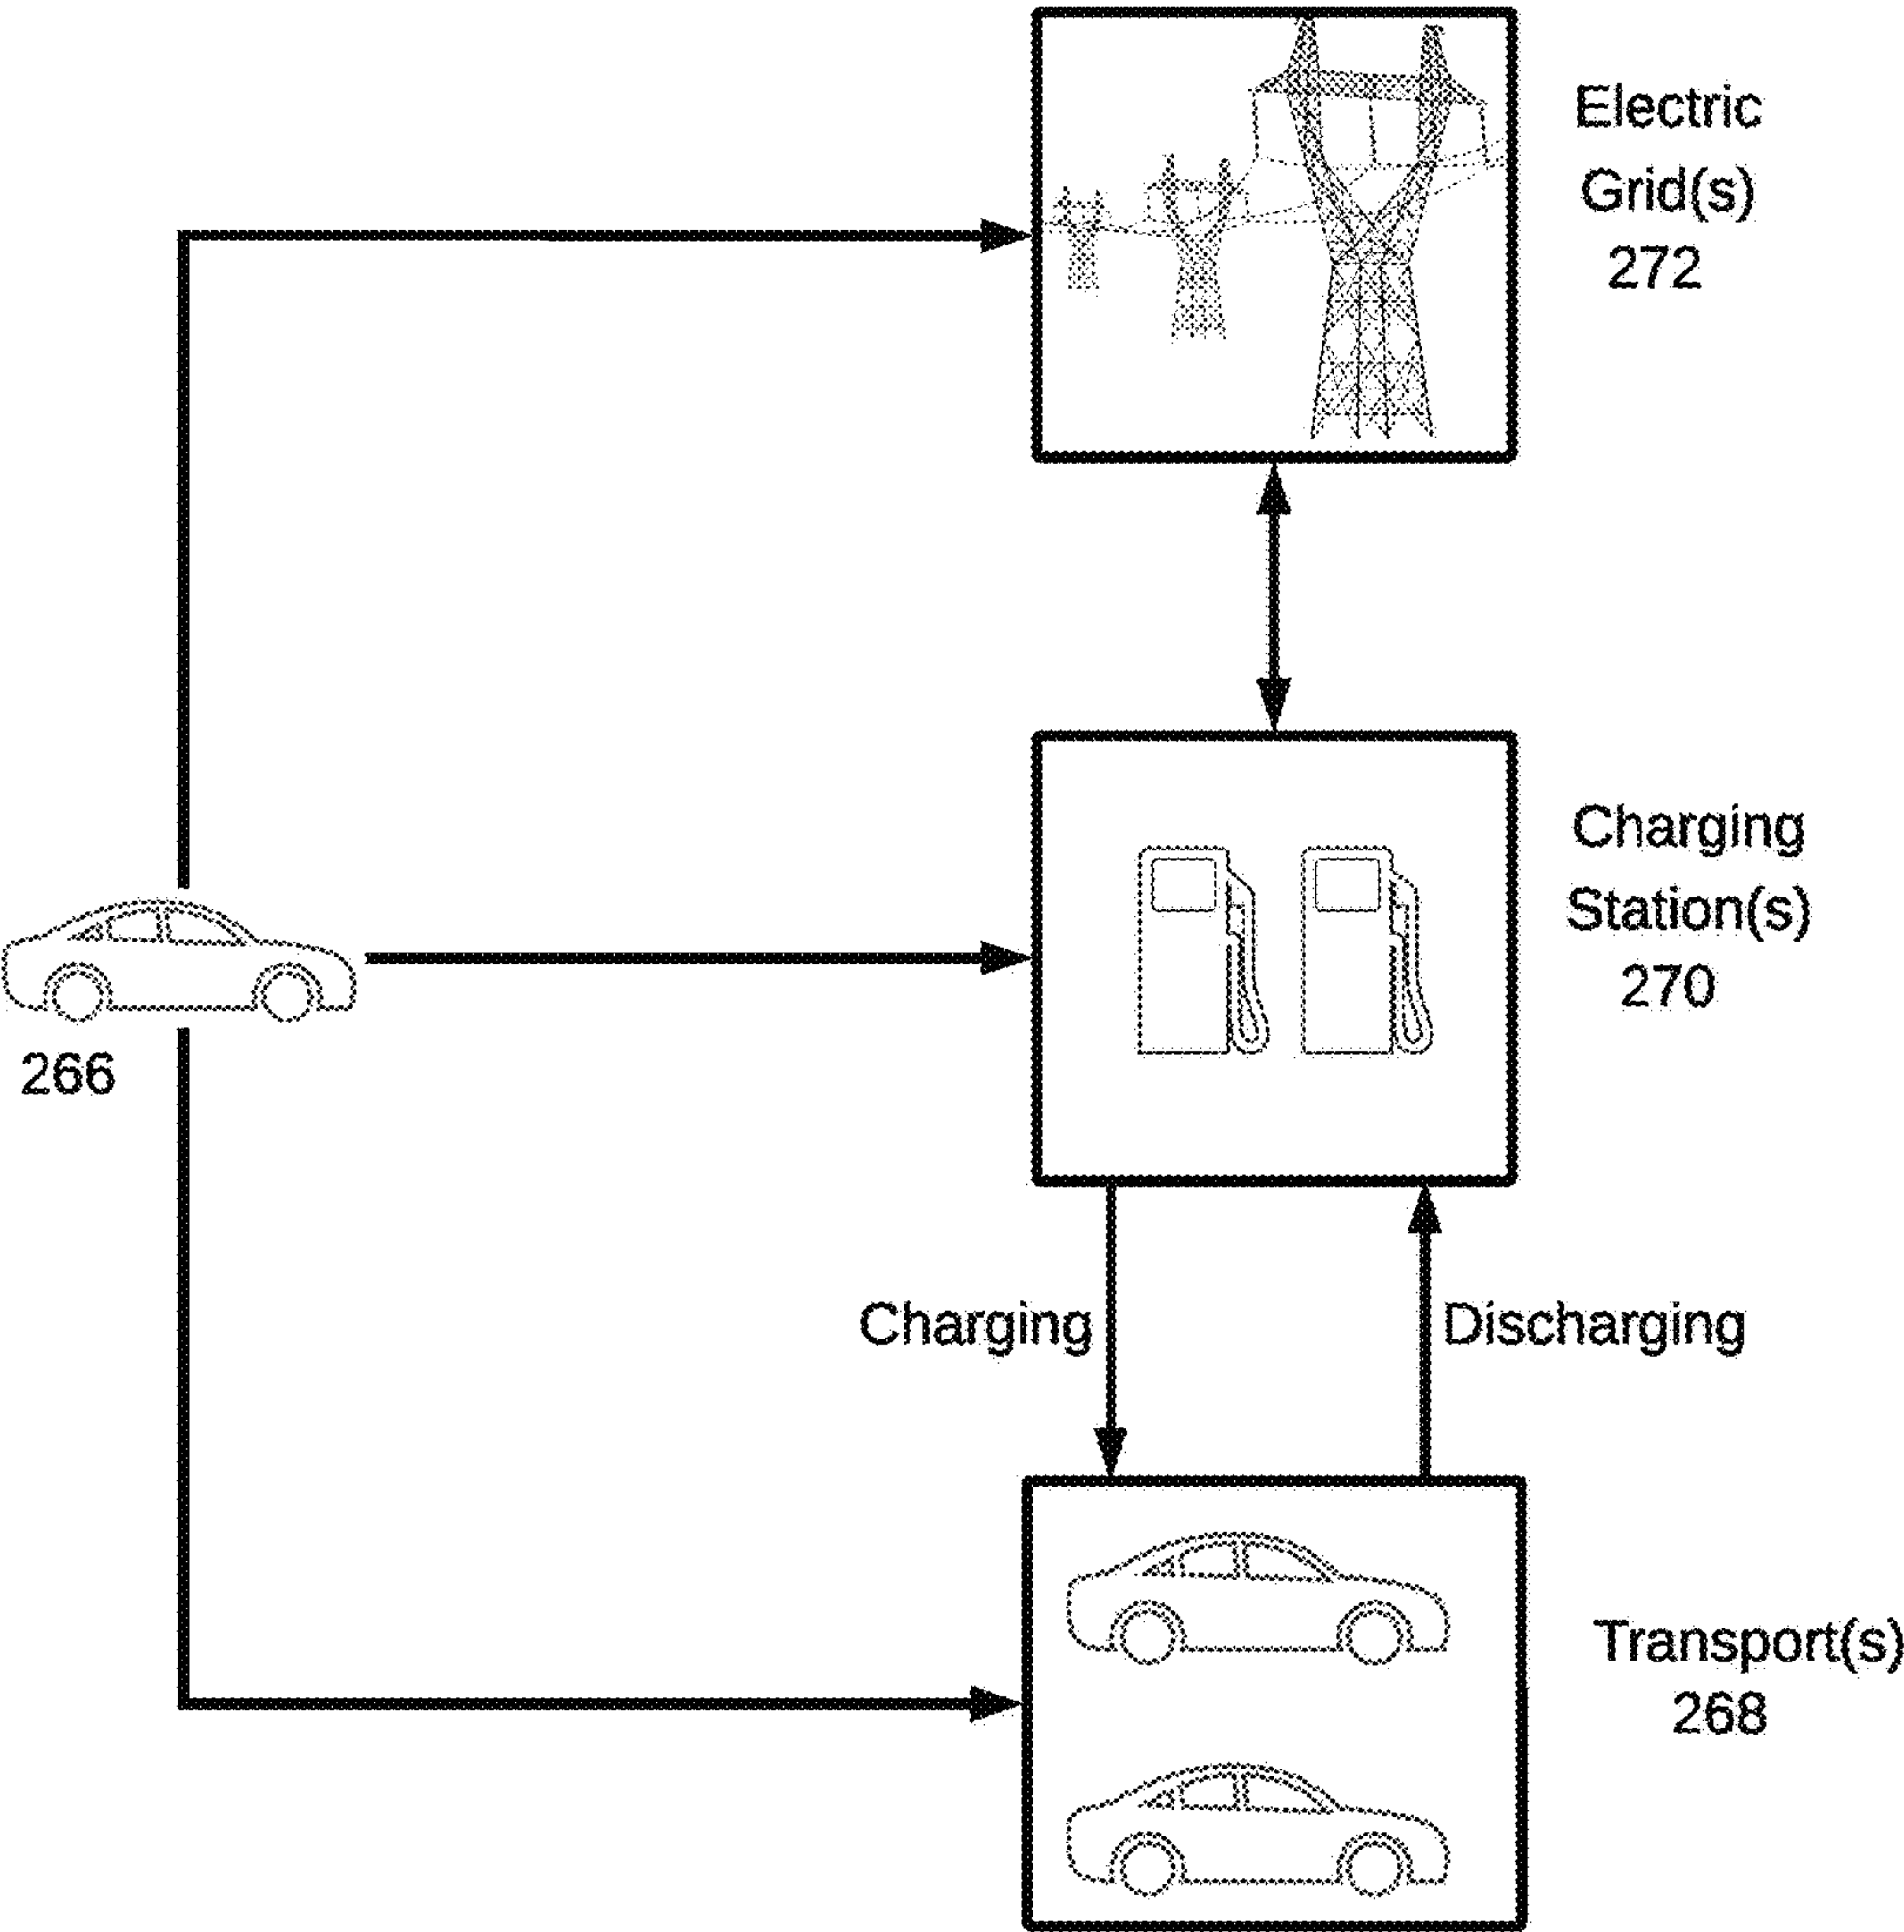 Electric
Grid(s)
272
Charging
Station(s)
270
266
Charging
Discharging
Transport(s)
268